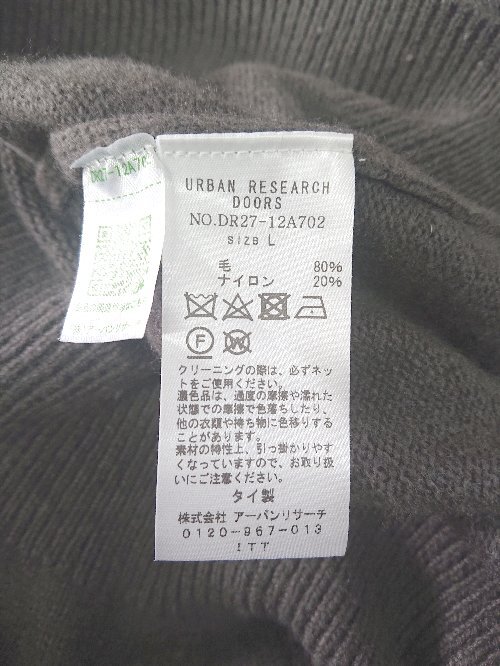 DR27-12A70
URBAN RESEARCH
DOORS
NO.DR27-12A702
SIZE L
毛 80%
ナイロン 20%
F W
クリーニングの際は、必ずネッ
トをご使用ください。
濃色品は、過度の摩擦や濡れた
状態での摩擦で色落ちしたり、
他の衣類や持ち物に色移りする
ことがあります。
素材の特性上、引っ掛かりやす
くなっていますので、お取り扱
いにご注意ください。
タイ製
株式会社 アーバンリサーチ
0120-967-013
ITT